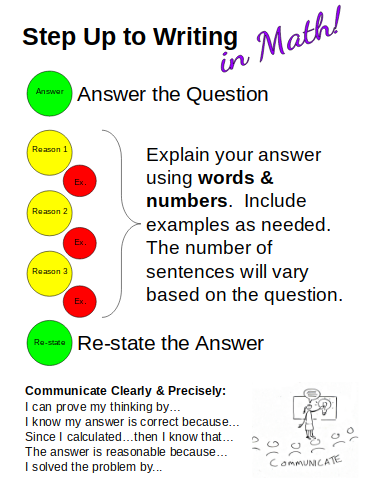 Step Up to Writing
in Math!
Answer
Answer the Question
Reason 1
Ex.
Reason 2
Ex.
Reason 3
Ex.
Explain your answer
using words &
numbers.  Include
examples as needed.
The number of
sentences will vary
based on the question.
Re-state
Re-state the Answer
Communicate Clearly & Precisely:
I can prove my thinking by…
I know my answer is correct because…
Since I calculated…then I know that…
The answer is reasonable because…
I solved the problem by...
COMMUNICATE